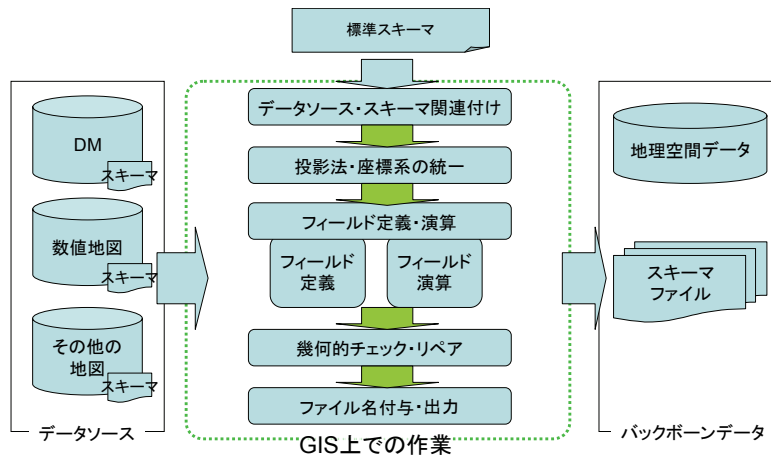 標準スキーマ
データソース・スキーマ関連付け
投影法・座標系の統一
フィールド定義・演算
フィールド
定義
フィールド
演算
幾何的チェック・リペア
ファイル名付与・出力
GIS上での作業
DM
スキーマ
数値地図
スキーマ
その他の
地図
スキーマ
データソース
地理空間データ
スキーマ
ファイル
バックボーンデータ